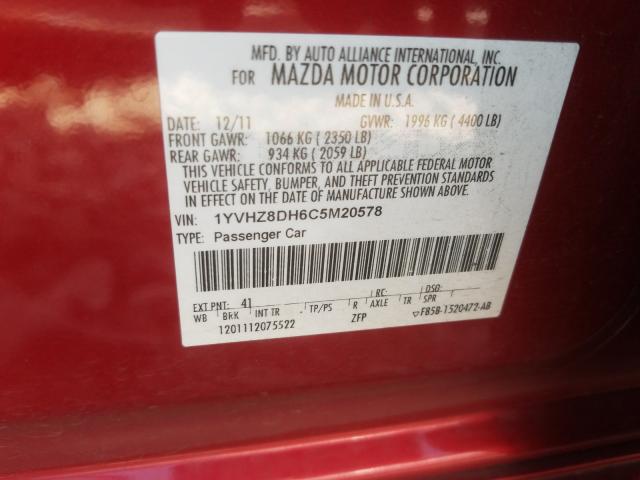 MFD. BY AUTO ALLIANCE INTERNATIONAL, INC.
FOR MAZDA MOTOR CORPORATION
MADE IN U.S.A.
DATE: 12/11 GVWR: 1996 KG ( 4400 LB)
FRONT GAWR: 1066 KG ( 2350 LB)
REAR GAWR: 934 KG ( 2059 LB)
THIS VEHICLE CONFORMS TO ALL APPLICABLE FEDERAL MOTOR
VEHICLE SAFETY, BUMPER, AND THEFT PREVENTION STANDARDS
IN EFFECT ON THE DATE OF MANUFACTURE SHOWN ABOVE.
VIN: 1YVHZ8DH6C5M20578
TYPE: Passenger Car
EXT PNT: 41 RC: DSO:
WB BRK INT TR TP/PS R AXLE TR SPR
1201112075522 ZFP F85B-1520472-AB